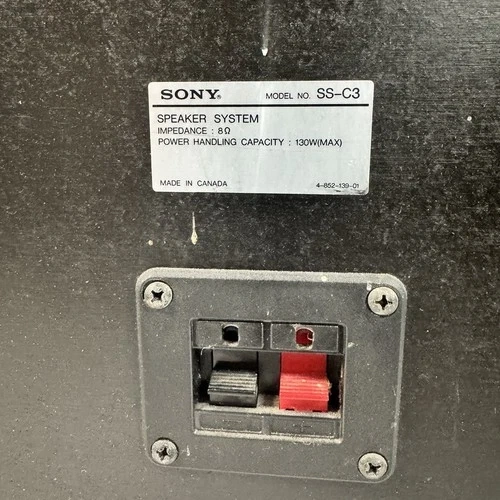 SONY® MODEL NO. SS-C3
SPEAKER SYSTEM
IMPEDANCE : 8Ω
POWER HANDLING CAPACITY : 130W(MAX)
MADE IN CANADA 4-852-139-01